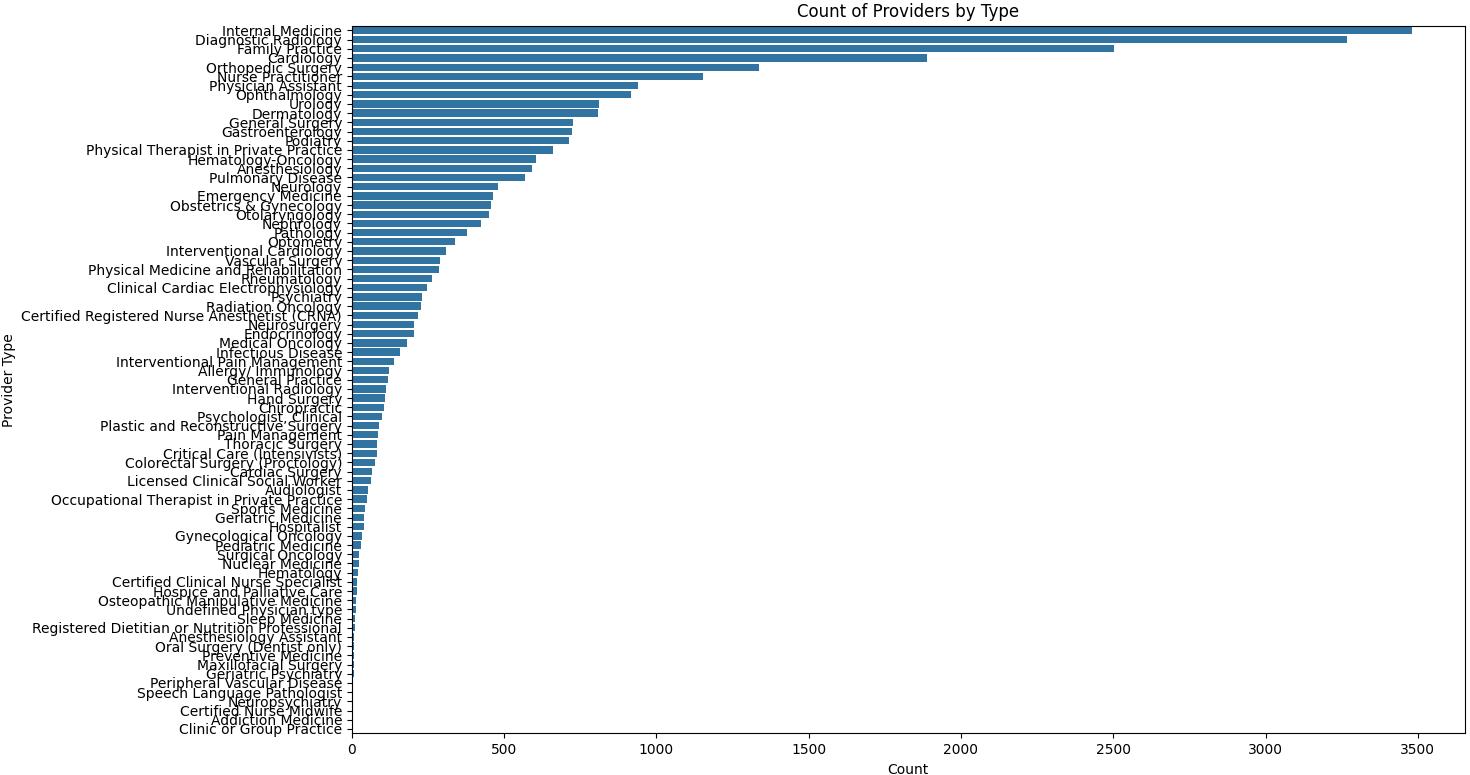 Count of Providers by Type
Internal Medicine
Diagnostic Radiology
Family Practice
Cardiology
Orthopedic Surgery
Nurse Practitioner
Physician Assistant
Ophthalmology
Urology
Dermatology
General Surgery
Gastroenterology
Podiatry
Physical Therapist in Private Practice
Hematology-Oncology
Anesthesiology
Pulmonary Disease
Neurology
Emergency Medicine
Obstetrics & Gynecology
Otolaryngology
Nephrology
Pathology
Optometry
Interventional Cardiology
Vascular Surgery
Physical Medicine and Rehabilitation
Rheumatology
Clinical Cardiac Electrophysiology
Psychiatry
Radiation Oncology
Certified Registered Nurse Anesthetist (CRNA)
Neurosurgery
Endocrinology
Medical Oncology
Infectious Disease
Interventional Pain Management
Allergy/ Immunology
General Practice
Interventional Radiology
Hand Surgery
Chiropractic
Psychologist, Clinical
Plastic and Reconstructive Surgery
Pain Management
Thoracic Surgery
Critical Care (Intensivists)
Colorectal Surgery (Proctology)
Cardiac Surgery
Licensed Clinical Social Worker
Audiologist
Occupational Therapist in Private Practice
Sports Medicine
Geriatric Medicine
Hospitalist
Gynecological Oncology
Pediatric Medicine
Surgical Oncology
Nuclear Medicine
Hematology
Certified Clinical Nurse Specialist
Hospice and Palliative Care
Osteopathic Manipulative Medicine
Undefined Physician type
Sleep Medicine
Registered Dietitian or Nutrition Professional
Anesthesiology Assistant
Oral Surgery (Dentist only)
Preventive Medicine
Maxillofacial Surgery
Geriatric Psychiatry
Peripheral Vascular Disease
Speech Language Pathologist
Neuropsychiatry
Certified Nurse Midwife
Addiction Medicine
Clinic or Group Practice
Provider Type
0 500 1000 1500 2000 2500 3000 3500
Count